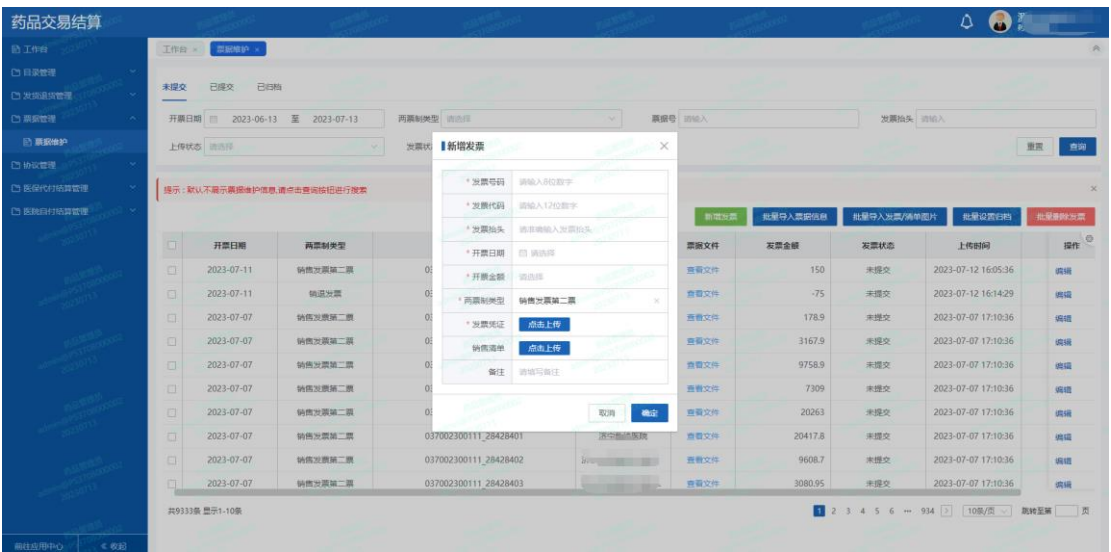 药品交易结算
工作台
目录管理
发货退货管理
票据管理
票据维护
协议管理
医保代付结算管理
医院自付结算管理
前往应用中心 《 收起
工作台 × 票据维护 ×
未提交 已提交 已归档
开票日期 2023-06-13 至 2023-07-13 两票制类型 请选择 票据号 请输入 发票抬头 请输入
上传状态 请选择 发票状 重置 查询
提示：默认不展示票据维护信息,请点击查询按钮进行搜索 ×
新增发票 批量导入票据信息 批量导入发票/清单图片 批量设置归档 批量删除发票
开票日期 两票制类型 票据文件 发票金额 发票状态 上传时间 操作
2023-07-11 销售发票第二票 03 查看文件 150 未提交 2023-07-12 16:05:36 编辑
2023-07-11 销退发票 03 查看文件 -75 未提交 2023-07-12 16:14:29 编辑
2023-07-07 销售发票第二票 03 查看文件 178.9 未提交 2023-07-07 17:10:36 编辑
2023-07-07 销售发票第二票 03 查看文件 3167.9 未提交 2023-07-07 17:10:36 编辑
2023-07-07 销售发票第二票 03 查看文件 9758.9 未提交 2023-07-07 17:10:36 编辑
2023-07-07 销售发票第二票 03 查看文件 7309 未提交 2023-07-07 17:10:36 编辑
2023-07-07 销售发票第二票 03 查看文件 20263 未提交 2023-07-07 17:10:36 编辑
2023-07-07 销售发票第二票 037002300111_28428401 查看文件 20417.8 未提交 2023-07-07 17:10:36 编辑
2023-07-07 销售发票第二票 037002300111_28428402 查看文件 9608.7 未提交 2023-07-07 17:10:36 编辑
2023-07-07 销售发票第二票 037002300111_28428403 查看文件 3080.95 未提交 2023-07-07 17:10:36 编辑
共9333条 显示1-10条 1 2 3 4 5 6 ••• 934 > 10条/页 跳转至第 页
新增发票 ×
* 发票号码 请输入8位数字
* 发票代码 请输入12位数字
* 发票抬头 请准确输入发票抬头
* 开票日期 请选择
* 开票金额 请选择
* 两票制类型 销售发票第二票 ×
* 发票凭证 点击上传
销售清单 点击上传
备注 请填写备注
取消 确定